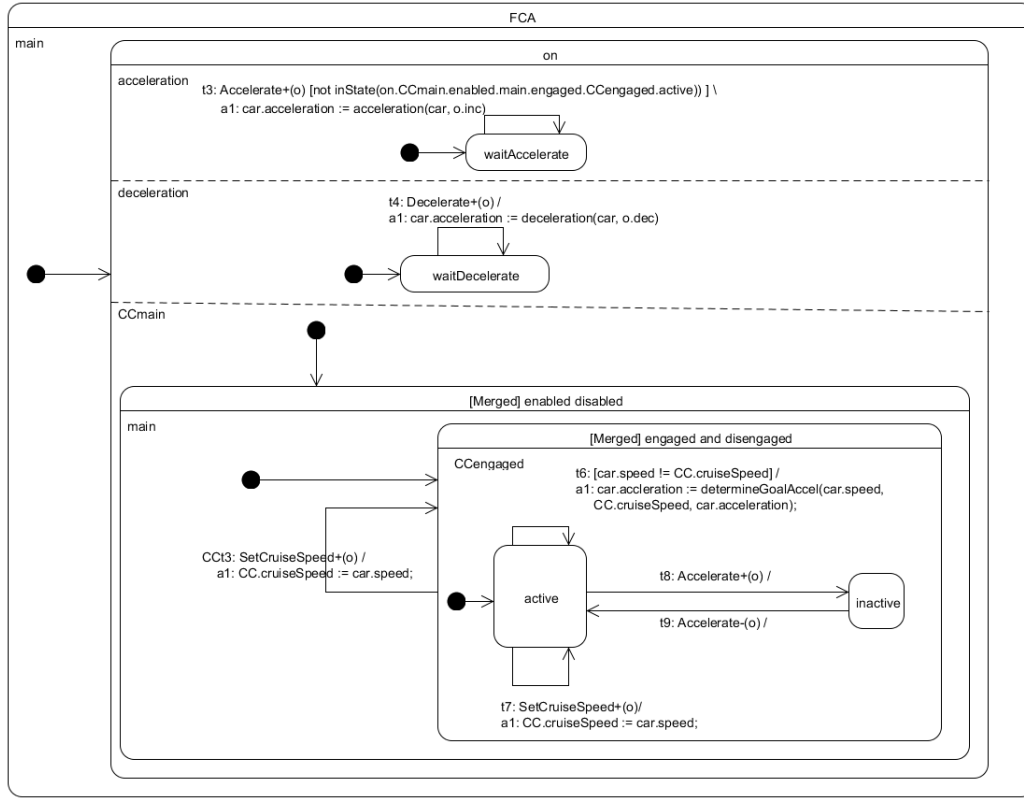 FCA
main
on
acceleration
t3: Accelerate+(o) [not inState(on.CCmain.enabled.main.engaged.CCengaged.active)) ] \
a1: car.acceleration := acceleration(car, o.inc)
waitAccelerate
deceleration
t4: Decelerate+(o) /
a1: car.acceleration := deceleration(car, o.dec)
waitDecelerate
CCmain
[Merged] enabled disabled
main
[Merged] engaged and disengaged
CCengaged
t6: [car.speed != CC.cruiseSpeed] /
a1: car.accleration := determineGoalAccel(car.speed,
CC.cruiseSpeed, car.acceleration);
CCt3: SetCruiseSpeed+(o) /
a1: CC.cruiseSpeed := car.speed;
active
t8: Accelerate+(o) /
inactive
t9: Accelerate-(o) /
t7: SetCruiseSpeed+(o)/
a1: CC.cruiseSpeed := car.speed;